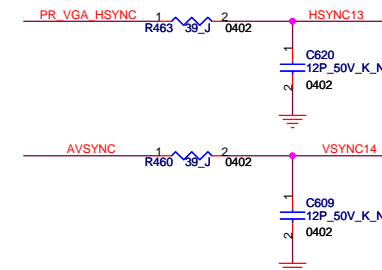 PR_VGA_HSYNC 1 2 HSYNC13
R463 39_J 0402
1
C620
12P_50V_K_N
2 0402
AVSYNC 1 2 VSYNC14
R460 39_J 0402
1
C609
12P_50V_K_N
2 0402